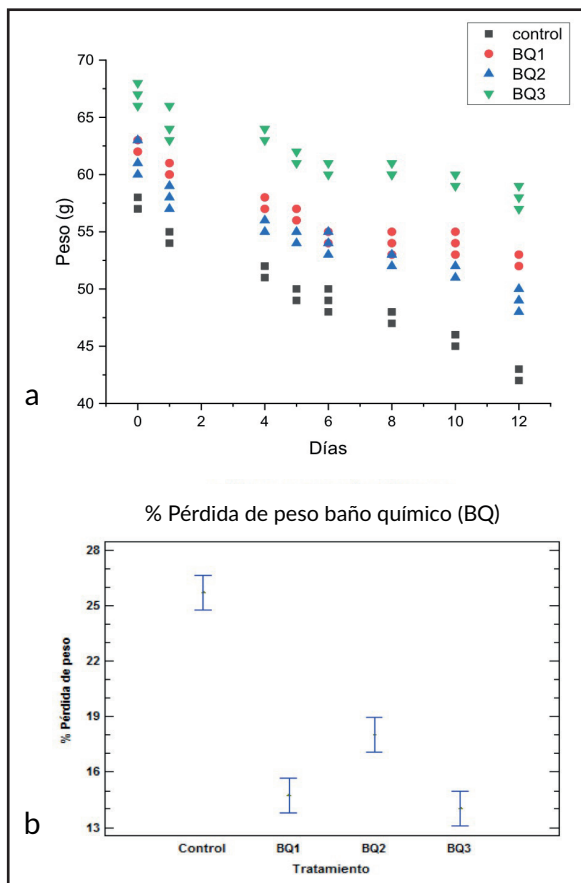 control
BQ1
BQ2
BQ3
70
65
60
55
50
45
40
Peso (g)
0 2 4 6 8 10 12
Días
a
% Pérdida de peso baño químico (BQ)
28
25
22
19
16
13
% Pérdida de peso
Control BQ1 BQ2 BQ3
Tratamiento
b